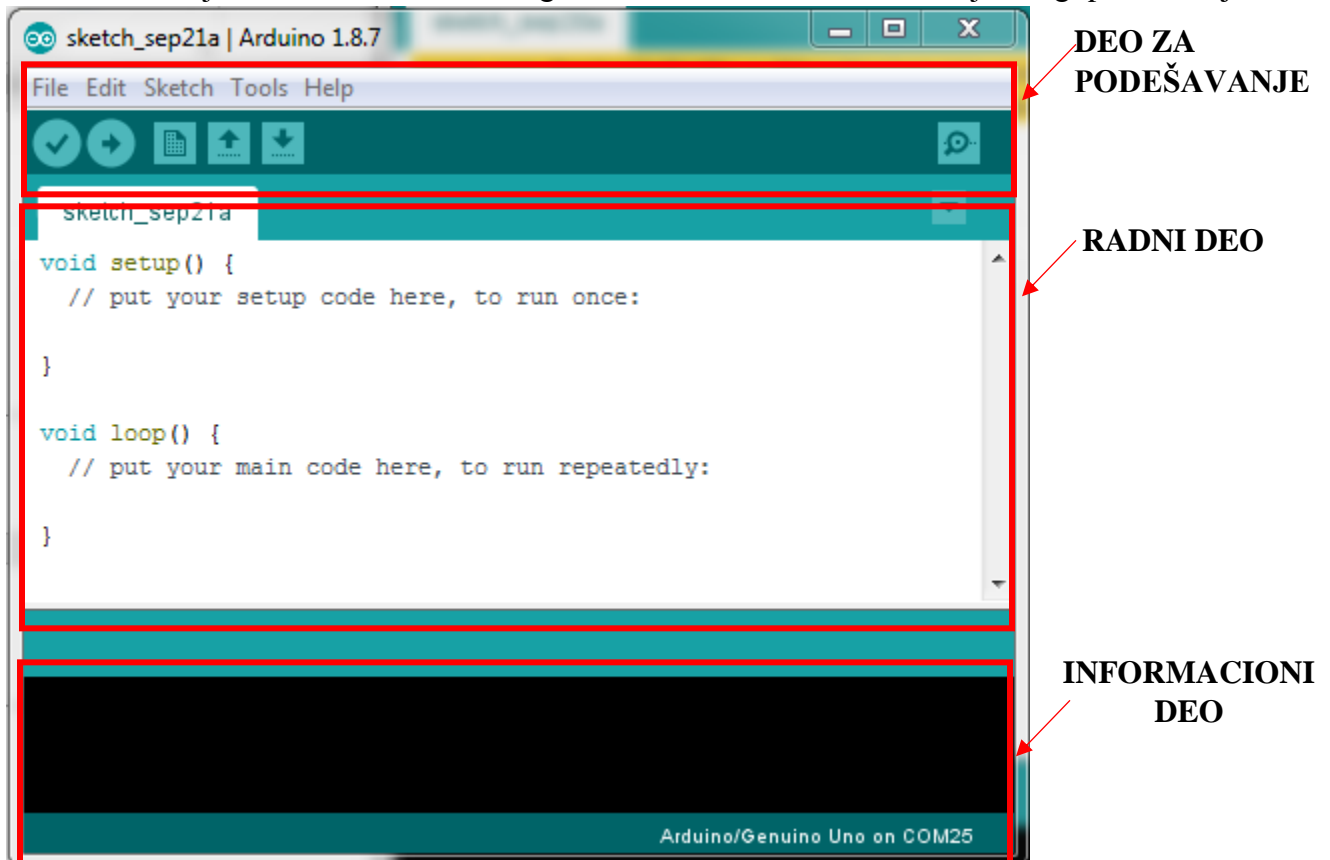 sketch_sep21a | Arduino 1.8.7
DEO ZA
PODEŠAVANJE
File Edit Sketch Tools Help
sketch_sep21a
RADNI DEO
void setup() {
// put your setup code here, to run once:
}
void loop() {
// put your main code here, to run repeatedly:
}
INFORMACIONI
DEO
Arduino/Genuino Uno on COM25